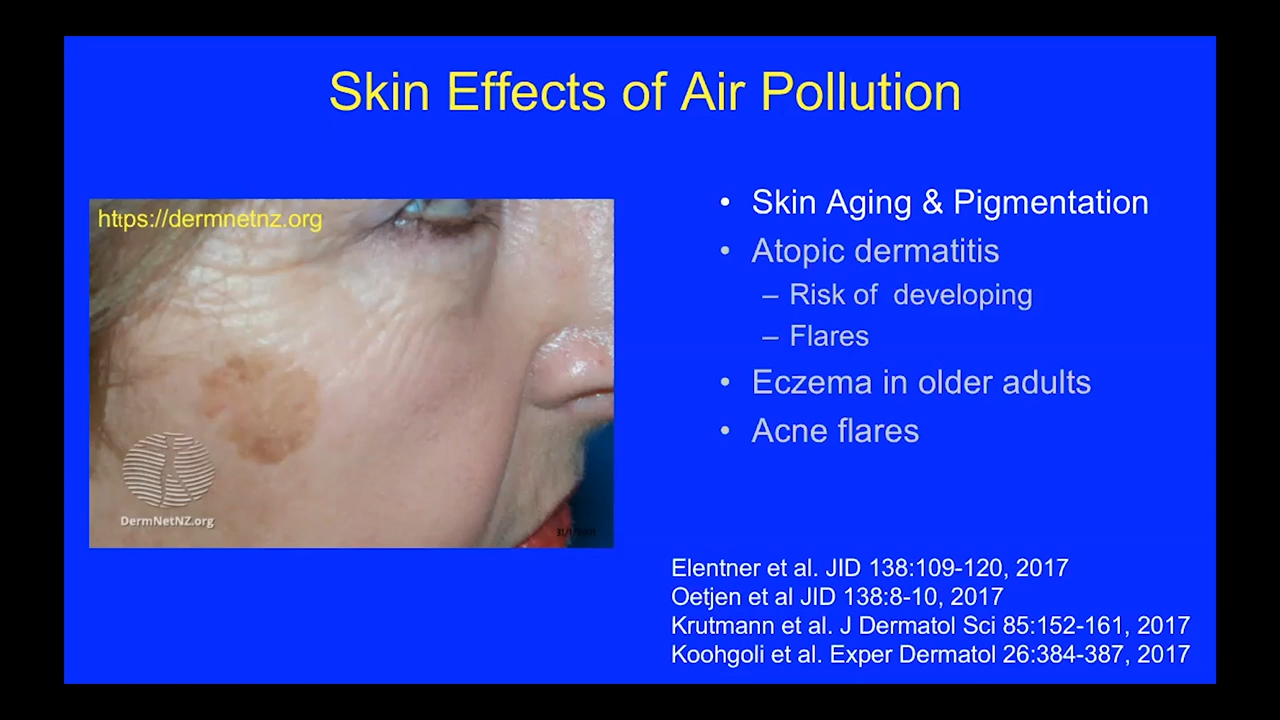 Skin Effects of Air Pollution
https://dermnetnz.org
• Skin Aging & Pigmentation
• Atopic dermatitis
– Risk of developing
– Flares
• Eczema in older adults
• Acne flares
DermNetNZ.org
Elentner et al. JID 138:109-120, 2017
Oetjen et al JID 138:8-10, 2017
Krutmann et al. J Dermatol Sci 85:152-161, 2017
Koohgoli et al. Exper Dermatol 26:384-387, 2017